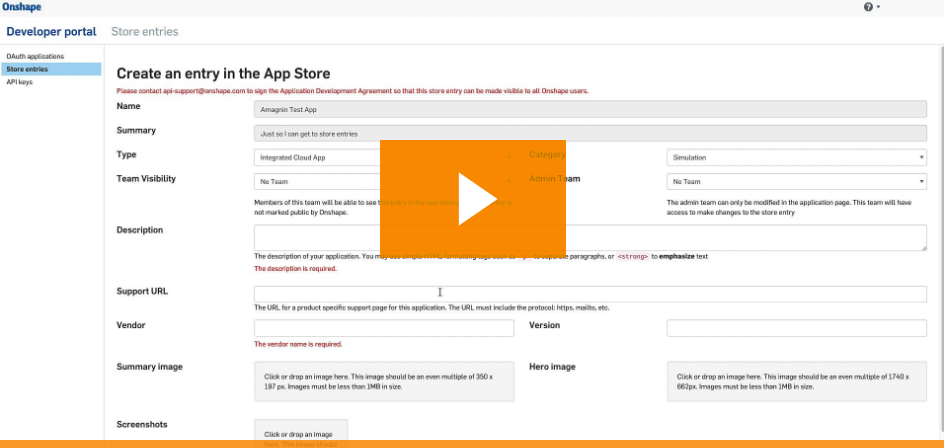 Onshape
Developer portal Store entries
OAuth applications
Store entries
API keys
Create an entry in the App Store
Please contact api-support@onshape.com to sign the Application Development Agreement so that this store entry can be made visible to all Onshape users.
Name Amagnin Test App
Summary Just so I can get to store entries
Type Integrated Cloud App Category Simulation
Team Visibility No Team Admin Team No Team
Members of this team will be able to see The admin team can only be modified in the application page. This team will have
not marked public by Onshape. access to make changes to the store entry
Description
The description of your application. You may use simple HTML formatting tags such as to separate paragraphs, or <strong> to emphasize text
The description is required.
Support URL
The URL for a product specific support page for this application. The URL must include the protocol: https, mailto, etc.
Vendor Version
The vendor name is required.
Summary image Click or drop an image here. This image should be an even multiple of 350 x Hero image Click or drop an image here. This image should be an even multiple of 1740 x
197 px. Images must be less than 1MB in size. 662px. Images must be less than 1MB in size.
Screenshots
Click or drop an image
here. This image should